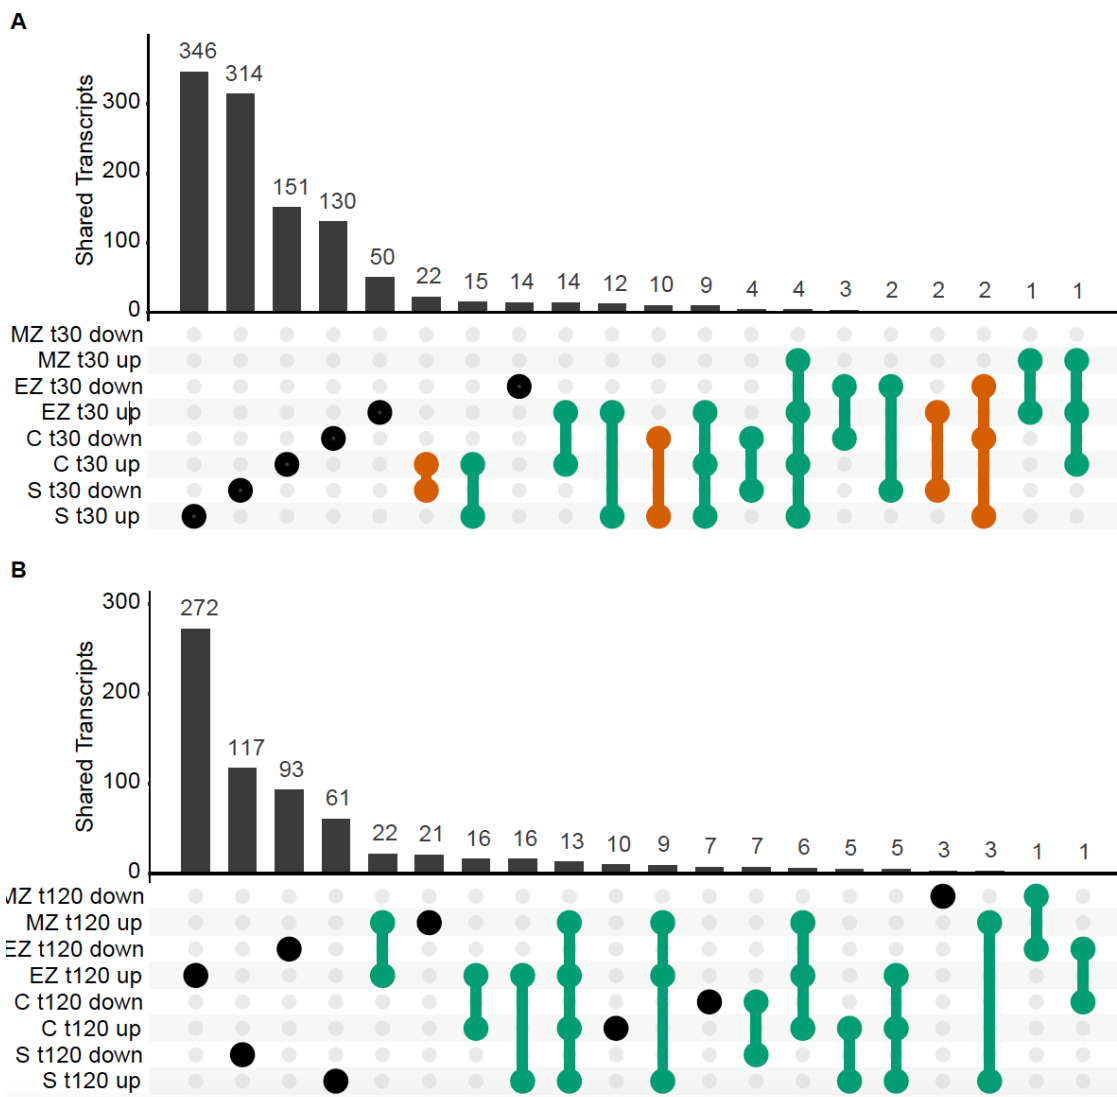 A
346 314 151 130 50 22 15 14 14 12 10 9 4 4 3 2 2 2 1 1
Shared Transcripts
300
200
100
0
MZ t30 down
MZ t30 up
EZ t30 down
EZ t30 up
C t30 down
C t30 up
S t30 down
S t30 up
B
272 117 93 61 22 21 16 16 13 10 9 7 7 6 5 5 3 3 1 1
Shared Transcripts
300
200
100
0
MZ t120 down
MZ t120 up
EZ t120 down
EZ t120 up
C t120 down
C t120 up
S t120 down
S t120 up